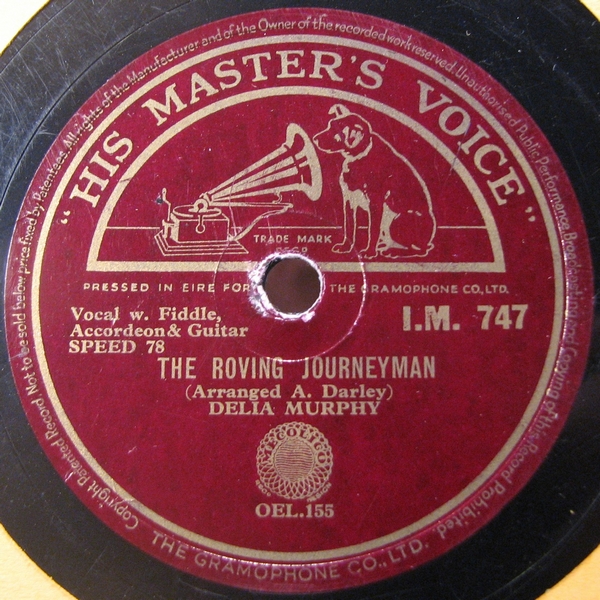 Copyright Patented Record. Not to be sold below price fixed by Patentees. All rights of the Manufacturer and of the Owner of the recorded work reserved. Unauthorised Public Performance, Broadcasting and Copying of this Record Prohibited
"HIS MASTER'S VOICE"
TRADE MARK
PRESSED IN EIRE FOR THE GRAMOPHONE CO., LTD.
Vocal w. Fiddle,
Accordeon & Guitar
SPEED 78
I.M. 747
THE ROVING JOURNEYMAN
(Arranged A. Darley)
DELIA MURPHY
OEL.155
THE GRAMOPHONE CO., LTD.